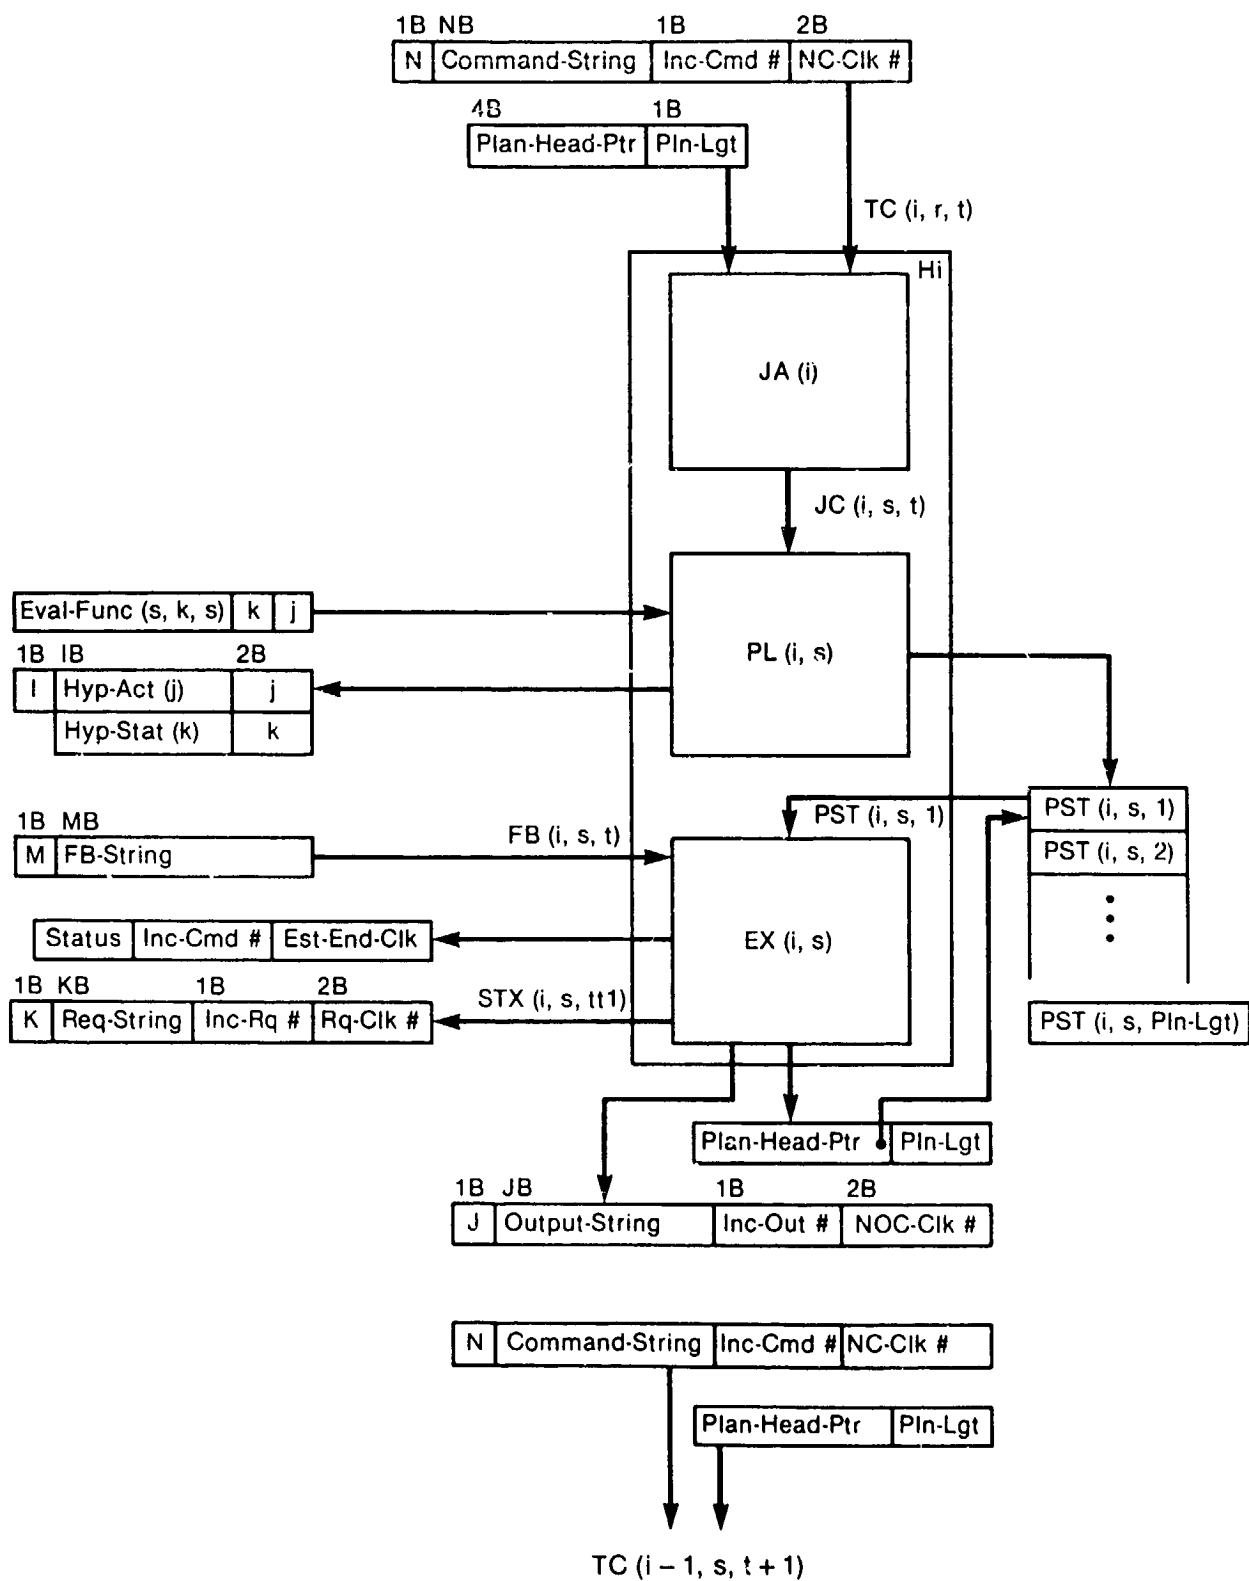 1B NB 1B 2B
N Command-String Inc-Cmd # NC-Clk #
4B 1B
Plan-Head-Ptr Pln-Lgt
TC (i, r, t)
Hi
JA (i)
JC (i, s, t)
Eval-Func (s, k, s) k j
PL (i, s)
1B IB 2B
I Hyp-Act (j) j
Hyp-Stat (k) k
PST (i, s, 1)
PST (i, s, 1)
PST (i, s, 2)
PST (i, s, Pln-Lgt)
1B MB
M FB-String
FB (i, s, t)
EX (i, s)
Status Inc-Cmd # Est-End-Clk
1B KB 1B 2B
K Req-String Inc-Rq # Rq-Clk #
STX (i, s, tt1)
Plan-Head-Ptr Pln-Lgt
1B JB 1B 2B
J Output-String Inc-Out # NOC-Clk #
N Command-String Inc-Cmd # NC-Clk #
Plan-Head-Ptr Pln-Lgt
TC (i – 1, s, t + 1)